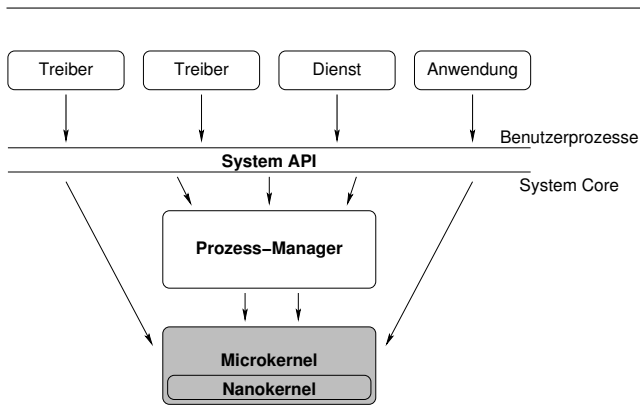 Treiber
Treiber
Dienst
Anwendung
Benutzerprozesse
System API
System Core
Prozess−Manager
Microkernel
Nanokernel